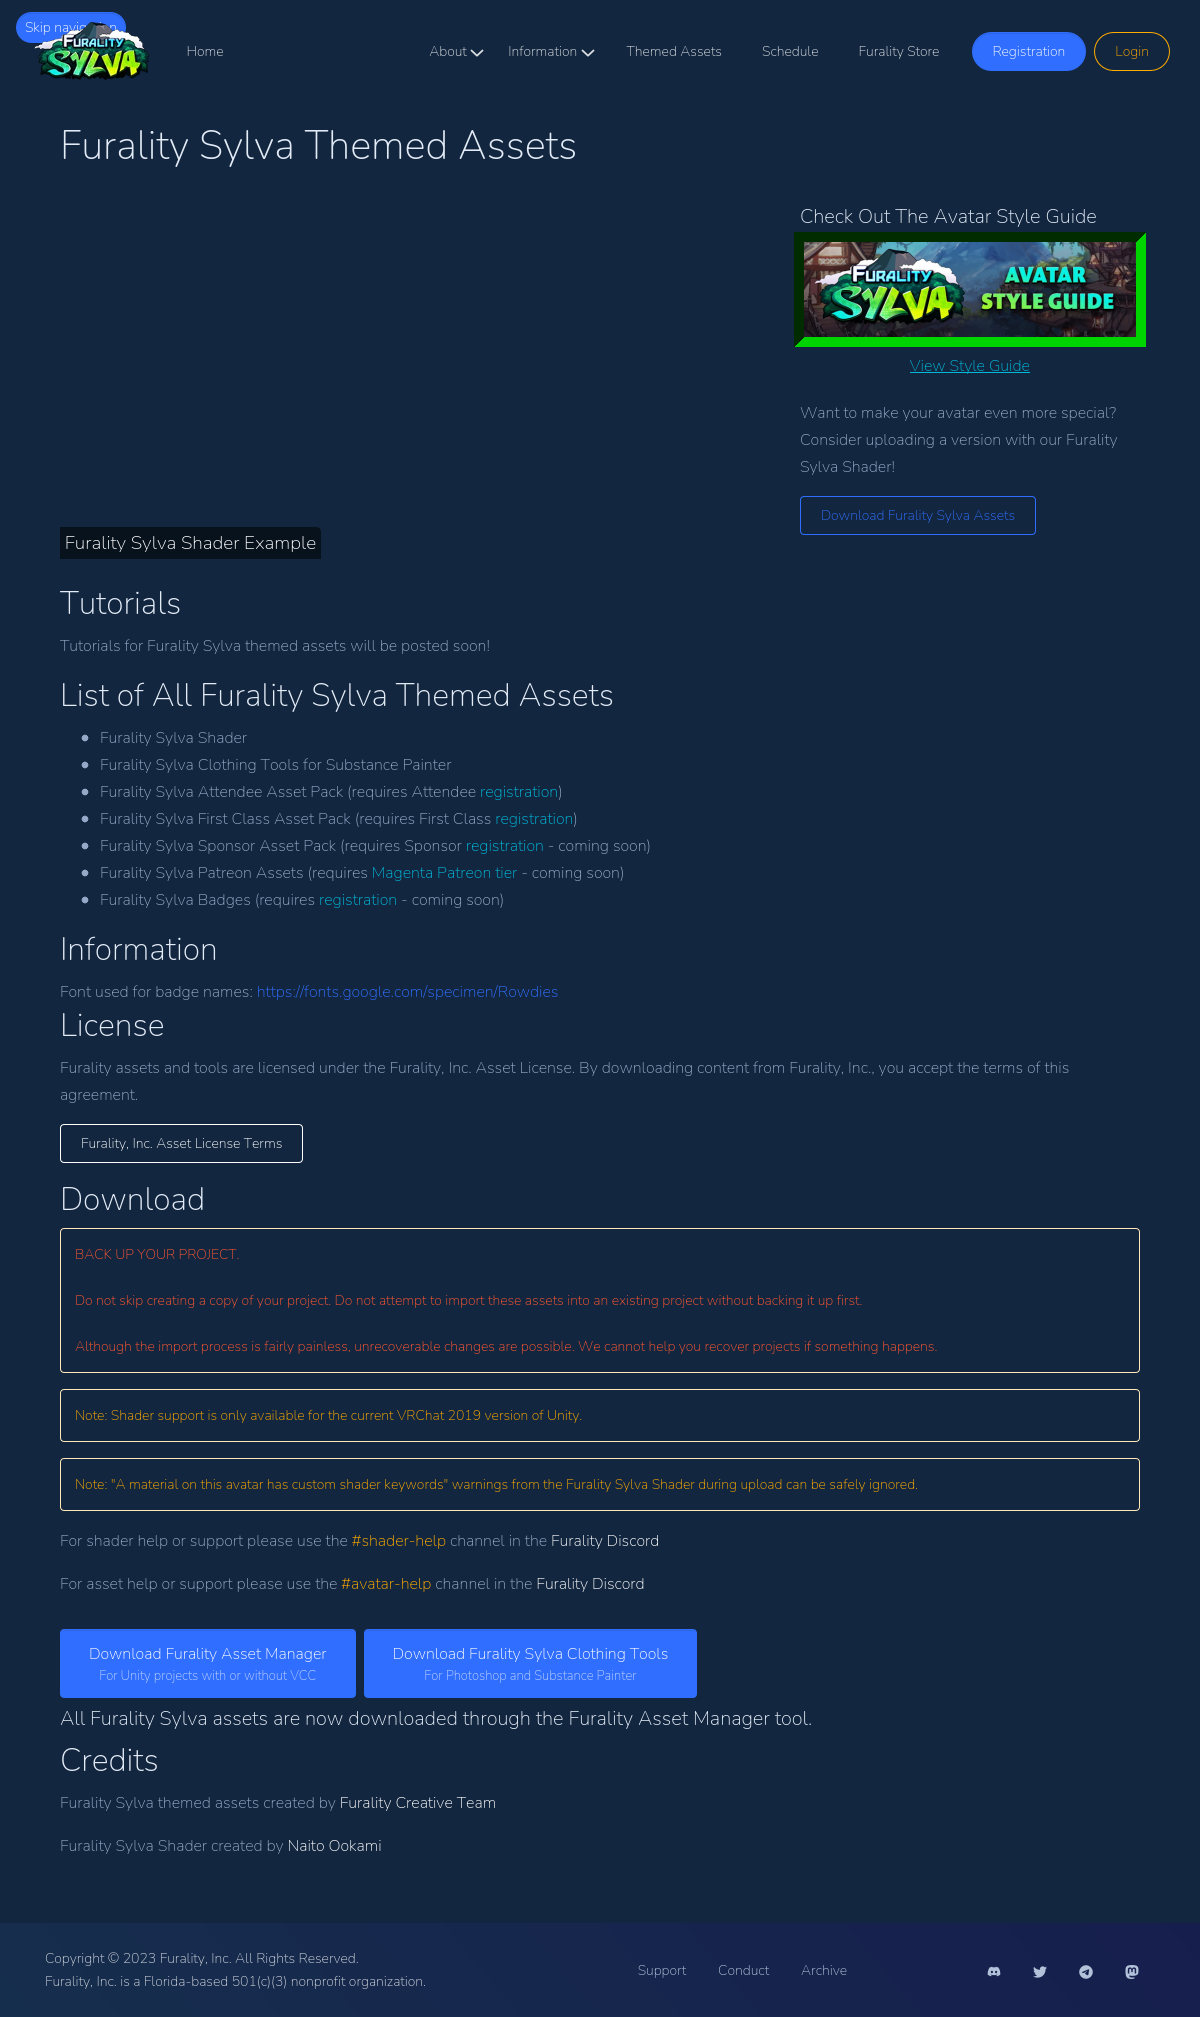 Skip navig
FURALITY
SYLVA
Home
About
Information
Themed Assets
Schedule
Furality Store
Registration
Login
Furality Sylva Themed Assets
Check Out The Avatar Style Guide
FURALITY
SYLVA
AVATAR
STYLE GUIDE
View Style Guide
Want to make your avatar even more special?
Consider uploading a version with our Furality
Sylva Shader!
Download Furality Sylva Assets
Furality Sylva Shader Example
Tutorials
Tutorials for Furality Sylva themed assets will be posted soon!
List of All Furality Sylva Themed Assets
Furality Sylva Shader
Furality Sylva Clothing Tools for Substance Painter
Furality Sylva Attendee Asset Pack (requires Attendee registration)
Furality Sylva First Class Asset Pack (requires First Class registration)
Furality Sylva Sponsor Asset Pack (requires Sponsor registration - coming soon)
Furality Sylva Patreon Assets (requires Magenta Patreon tier - coming soon)
Furality Sylva Badges (requires registration - coming soon)
Information
Font used for badge names: https://fonts.google.com/specimen/Rowdies
License
Furality assets and tools are licensed under the Furality, Inc. Asset License. By downloading content from Furality, Inc., you accept the terms of this
agreement.
Furality, Inc. Asset License Terms
Download
BACK UP YOUR PROJECT.
Do not skip creating a copy of your project. Do not attempt to import these assets into an existing project without backing it up first.
Although the import process is fairly painless, unrecoverable changes are possible. We cannot help you recover projects if something happens.
Note: Shader support is only available for the current VRChat 2019 version of Unity.
Note: "A material on this avatar has custom shader keywords" warnings from the Furality Sylva Shader during upload can be safely ignored.
For shader help or support please use the #shader-help channel in the Furality Discord
For asset help or support please use the #avatar-help channel in the Furality Discord
Download Furality Asset Manager
For Unity projects with or without VCC
Download Furality Sylva Clothing Tools
For Photoshop and Substance Painter
All Furality Sylva assets are now downloaded through the Furality Asset Manager tool.
Credits
Furality Sylva themed assets created by Furality Creative Team
Furality Sylva Shader created by Naito Ookami
Copyright © 2023 Furality, Inc. All Rights Reserved.
Furality, Inc. is a Florida-based 501(c)(3) nonprofit organization.
Support
Conduct
Archive